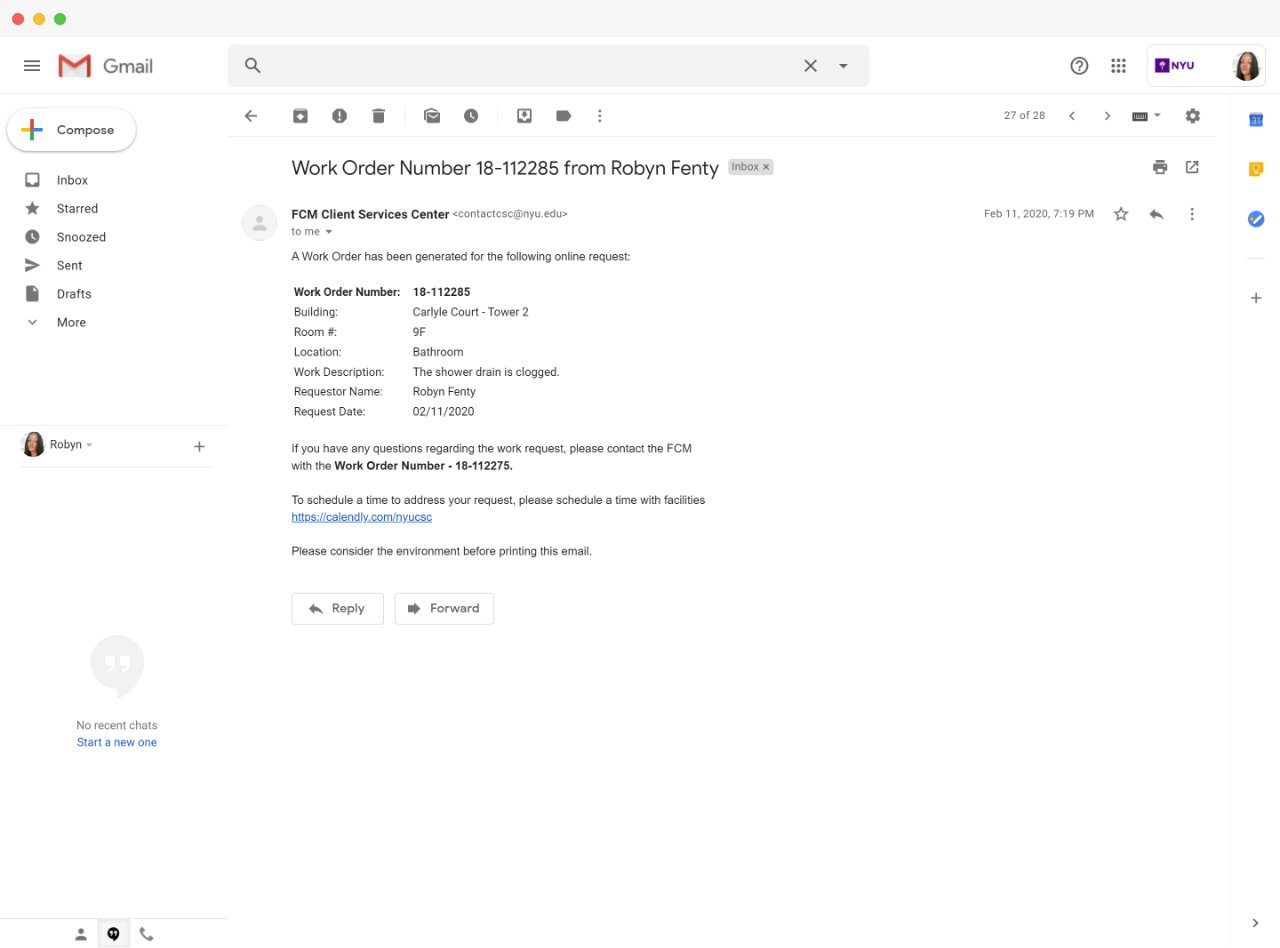 Gmail
NYU
Compose
27 of 28
31
Inbox
Starred
Snoozed
Sent
Drafts
More
Work Order Number 18-112285 from Robyn Fenty Inbox ×
FCM Client Services Center <contactcsc@nyu.edu>
Feb 11, 2020, 7:19 PM
to me
A Work Order has been generated for the following online request:
Work Order Number: 18-112285
Building: Carlyle Court - Tower 2
Room #: 9F
Location: Bathroom
Work Description: The shower drain is clogged.
Requestor Name: Robyn Fenty
Request Date: 02/11/2020
If you have any questions regarding the work request, please contact the FCM
with the Work Order Number - 18-112275.
To schedule a time to address your request, please schedule a time with facilities
https://calendly.com/nyucsc
Please consider the environment before printing this email.
Reply
Forward
Robyn
No recent chats
Start a new one